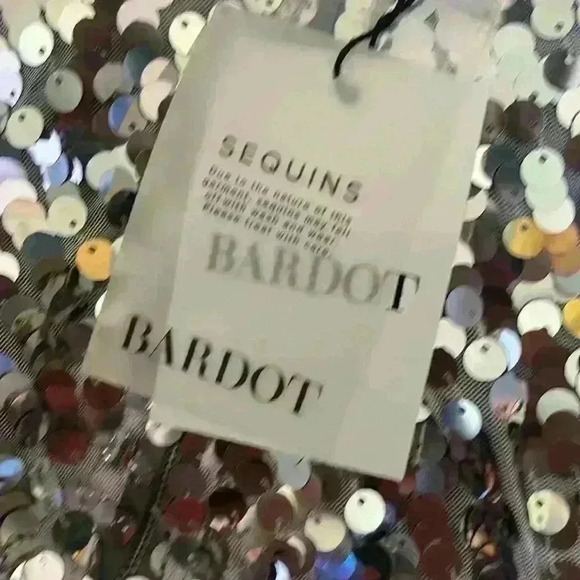 SEQUINS
Due to the nature of this
garment, sequins may fall
off with wash and wear.
Please treat with care.
BARDOT
BARDOT